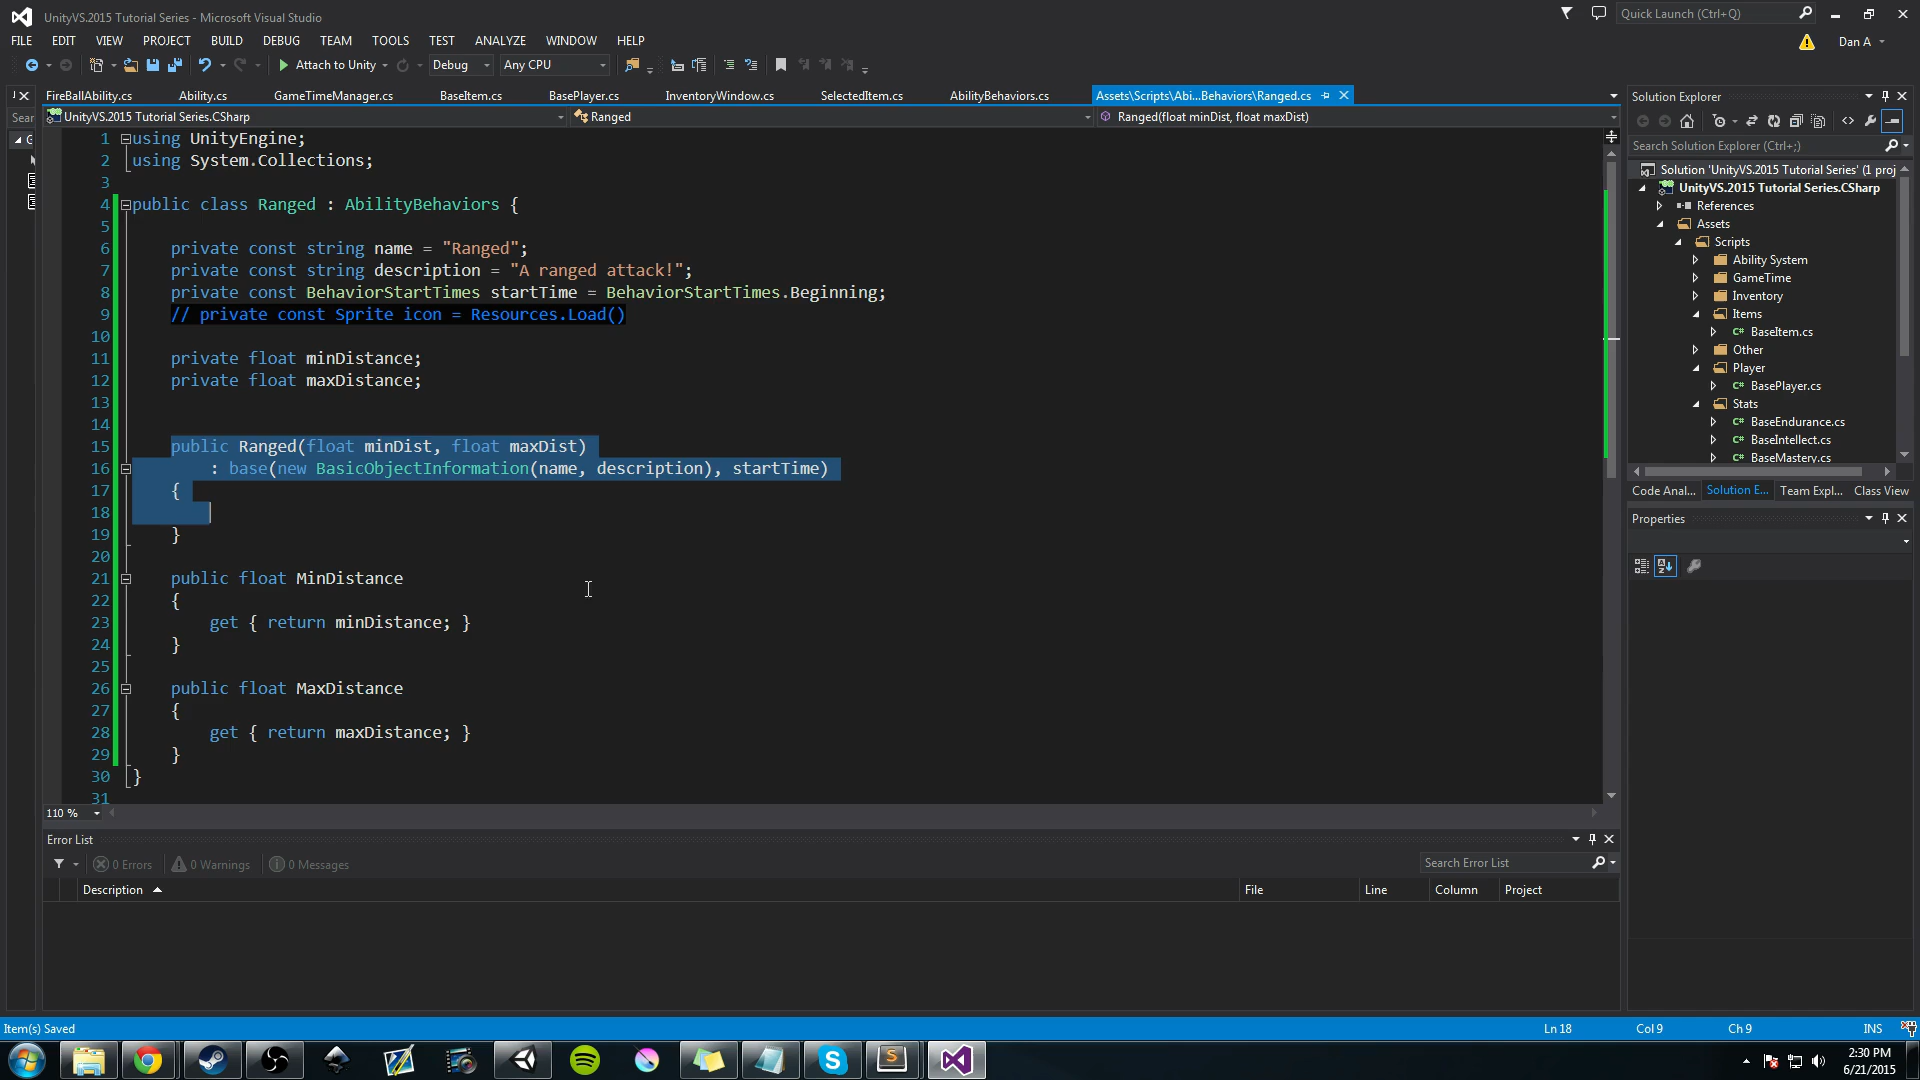 UnityVS.2015 Tutorial Series - Microsoft Visual Studio
Quick Launch (Ctrl+Q)
FILE EDIT VIEW PROJECT BUILD DEBUG TEAM TOOLS TEST ANALYZE WINDOW HELP
Dan A
Attach to Unity Debug Any CPU
FireBallAbility.cs Ability.cs GameTimeManager.cs BaseItem.cs BasePlayer.cs InventoryWindow.cs SelectedItem.cs AbilityBehaviors.cs Assets\Scripts\Abi...Behaviors\Ranged.cs
UnityVS.2015 Tutorial Series.CSharp Ranged Ranged(float minDist, float maxDist)
Sear
1 using UnityEngine;
2 using System.Collections;
3
4 public class Ranged : AbilityBehaviors {
5
6 private const string name = "Ranged";
7 private const string description = "A ranged attack!";
8 private const BehaviorStartTimes startTime = BehaviorStartTimes.Beginning;
9 // private const Sprite icon = Resources.Load()
10
11 private float minDistance;
12 private float maxDistance;
13
14
15 public Ranged(float minDist, float maxDist)
16 : base(new BasicObjectInformation(name, description), startTime)
17 {
18
19 }
20
21 public float MinDistance
22 {
23 get { return minDistance; }
24 }
25
26 public float MaxDistance
27 {
28 get { return maxDistance; }
29 }
30 }
31
110 %
Solution Explorer
Search Solution Explorer (Ctrl+;)
Solution 'UnityVS.2015 Tutorial Series' (1 proj
UnityVS.2015 Tutorial Series.CSharp
References
Assets
Scripts
Ability System
GameTime
Inventory
Items
C# BaseItem.cs
Other
Player
C# BasePlayer.cs
Stats
C# BaseEndurance.cs
C# BaseIntellect.cs
C# BaseMastery.cs
Code Anal... Solution E... Team Expl... Class View
Properties
Error List
0 Errors 0 Warnings 0 Messages
Search Error List
Description File Line Column Project
Item(s) Saved Ln 18 Col 9 Ch 9 INS
2:30 PM
6/21/2015